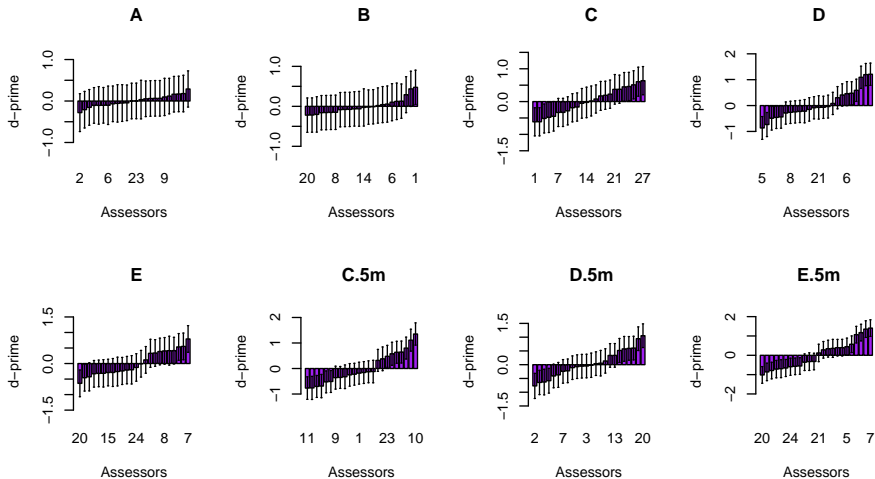 A
d−prime
−1.0
0.0
1.0
2 6 23 9
Assessors
B
d−prime
−1.0
0.0
1.0
20 8 14 6 1
Assessors
C
d−prime
−1.5
0.0
1.0
1 7 14 21 27
Assessors
D
d−prime
−1
0
1
2
5 8 21 6
Assessors
E
d−prime
−1.5
0.0
1.5
20 15 24 8 7
Assessors
C.5m
d−prime
−1
0
1
2
11 9 1 23 10
Assessors
D.5m
d−prime
−1.5
0.0
1.5
2 7 3 13 20
Assessors
E.5m
d−prime
−2
0
2
20 24 21 5 7
Assessors